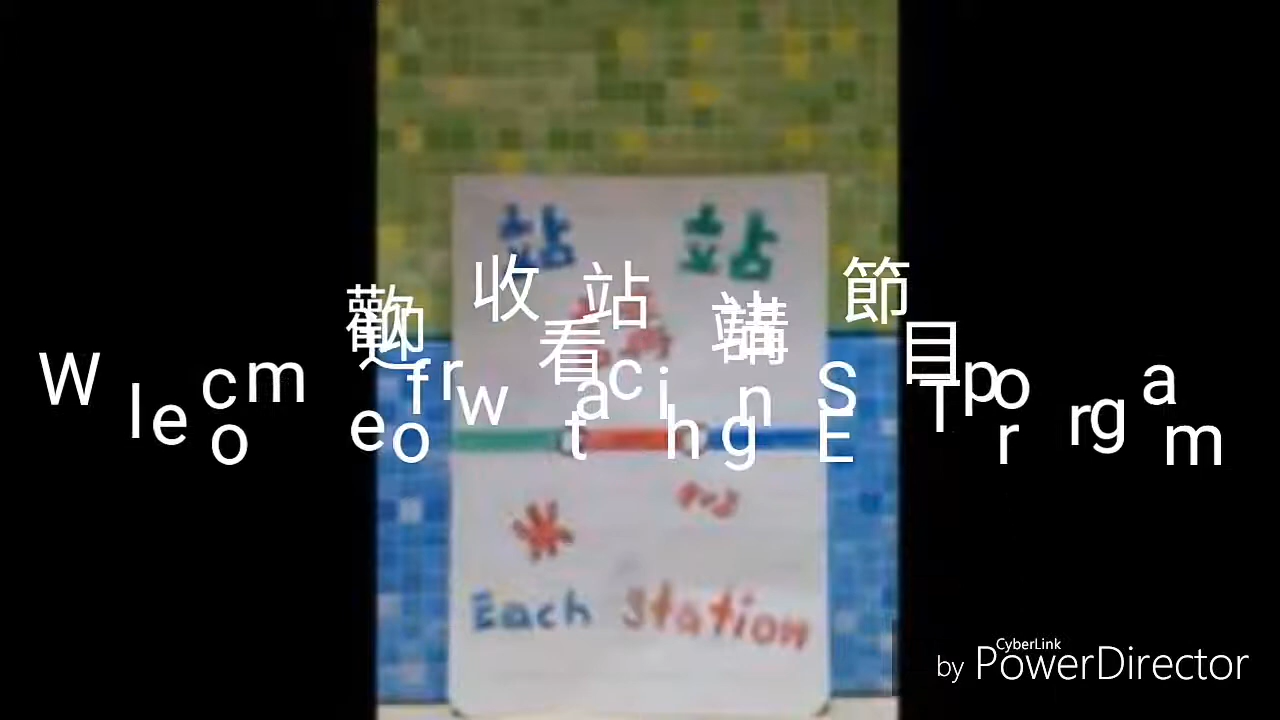 站 站
歡迎收看站站講節目
Welcome for watching EST program
Each Station
by CyberLink PowerDirector